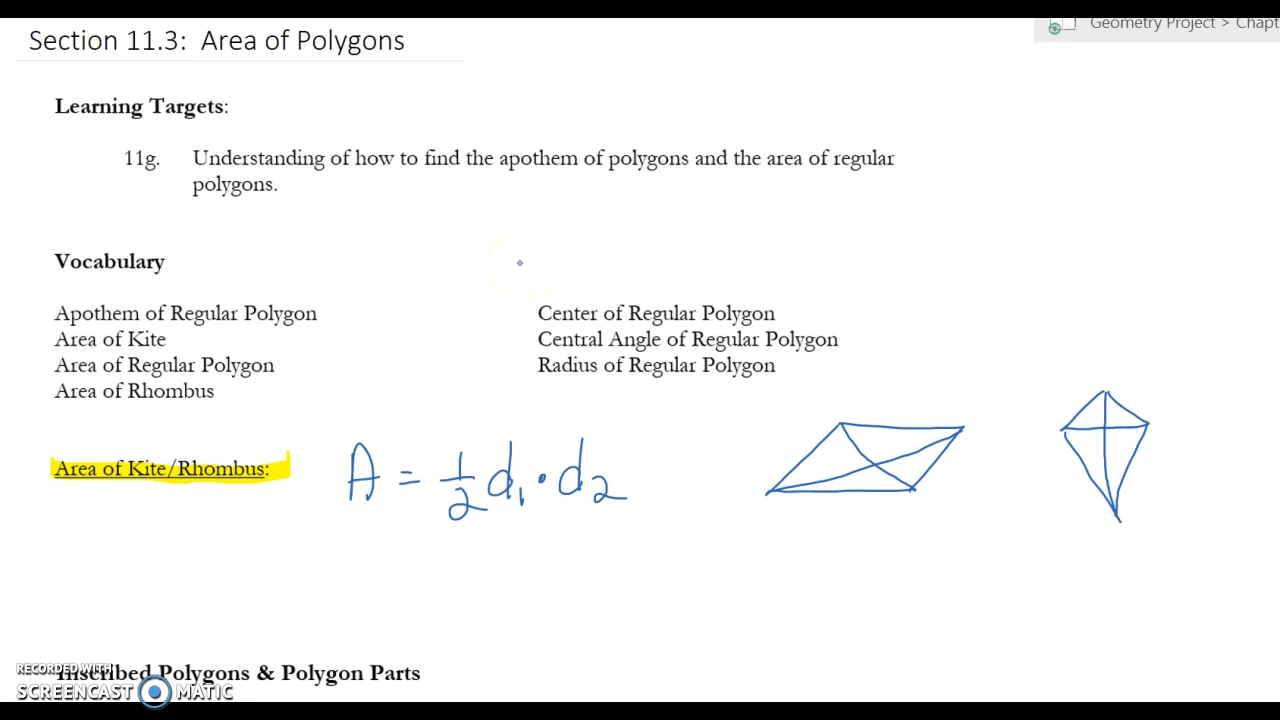 Geometry Project > Chapt
Section 11.3: Area of Polygons
Learning Targets:
11g. Understanding of how to find the apothem of polygons and the area of regular
polygons.
Vocabulary
Apothem of Regular Polygon
Area of Kite
Area of Regular Polygon
Area of Rhombus
Center of Regular Polygon
Central Angle of Regular Polygon
Radius of Regular Polygon
Area of Kite/Rhombus: A = 1/2 d₁ · d₂
Inscribed Polygons & Polygon Parts
RECORDED WITH
SCREENCAST MATIC